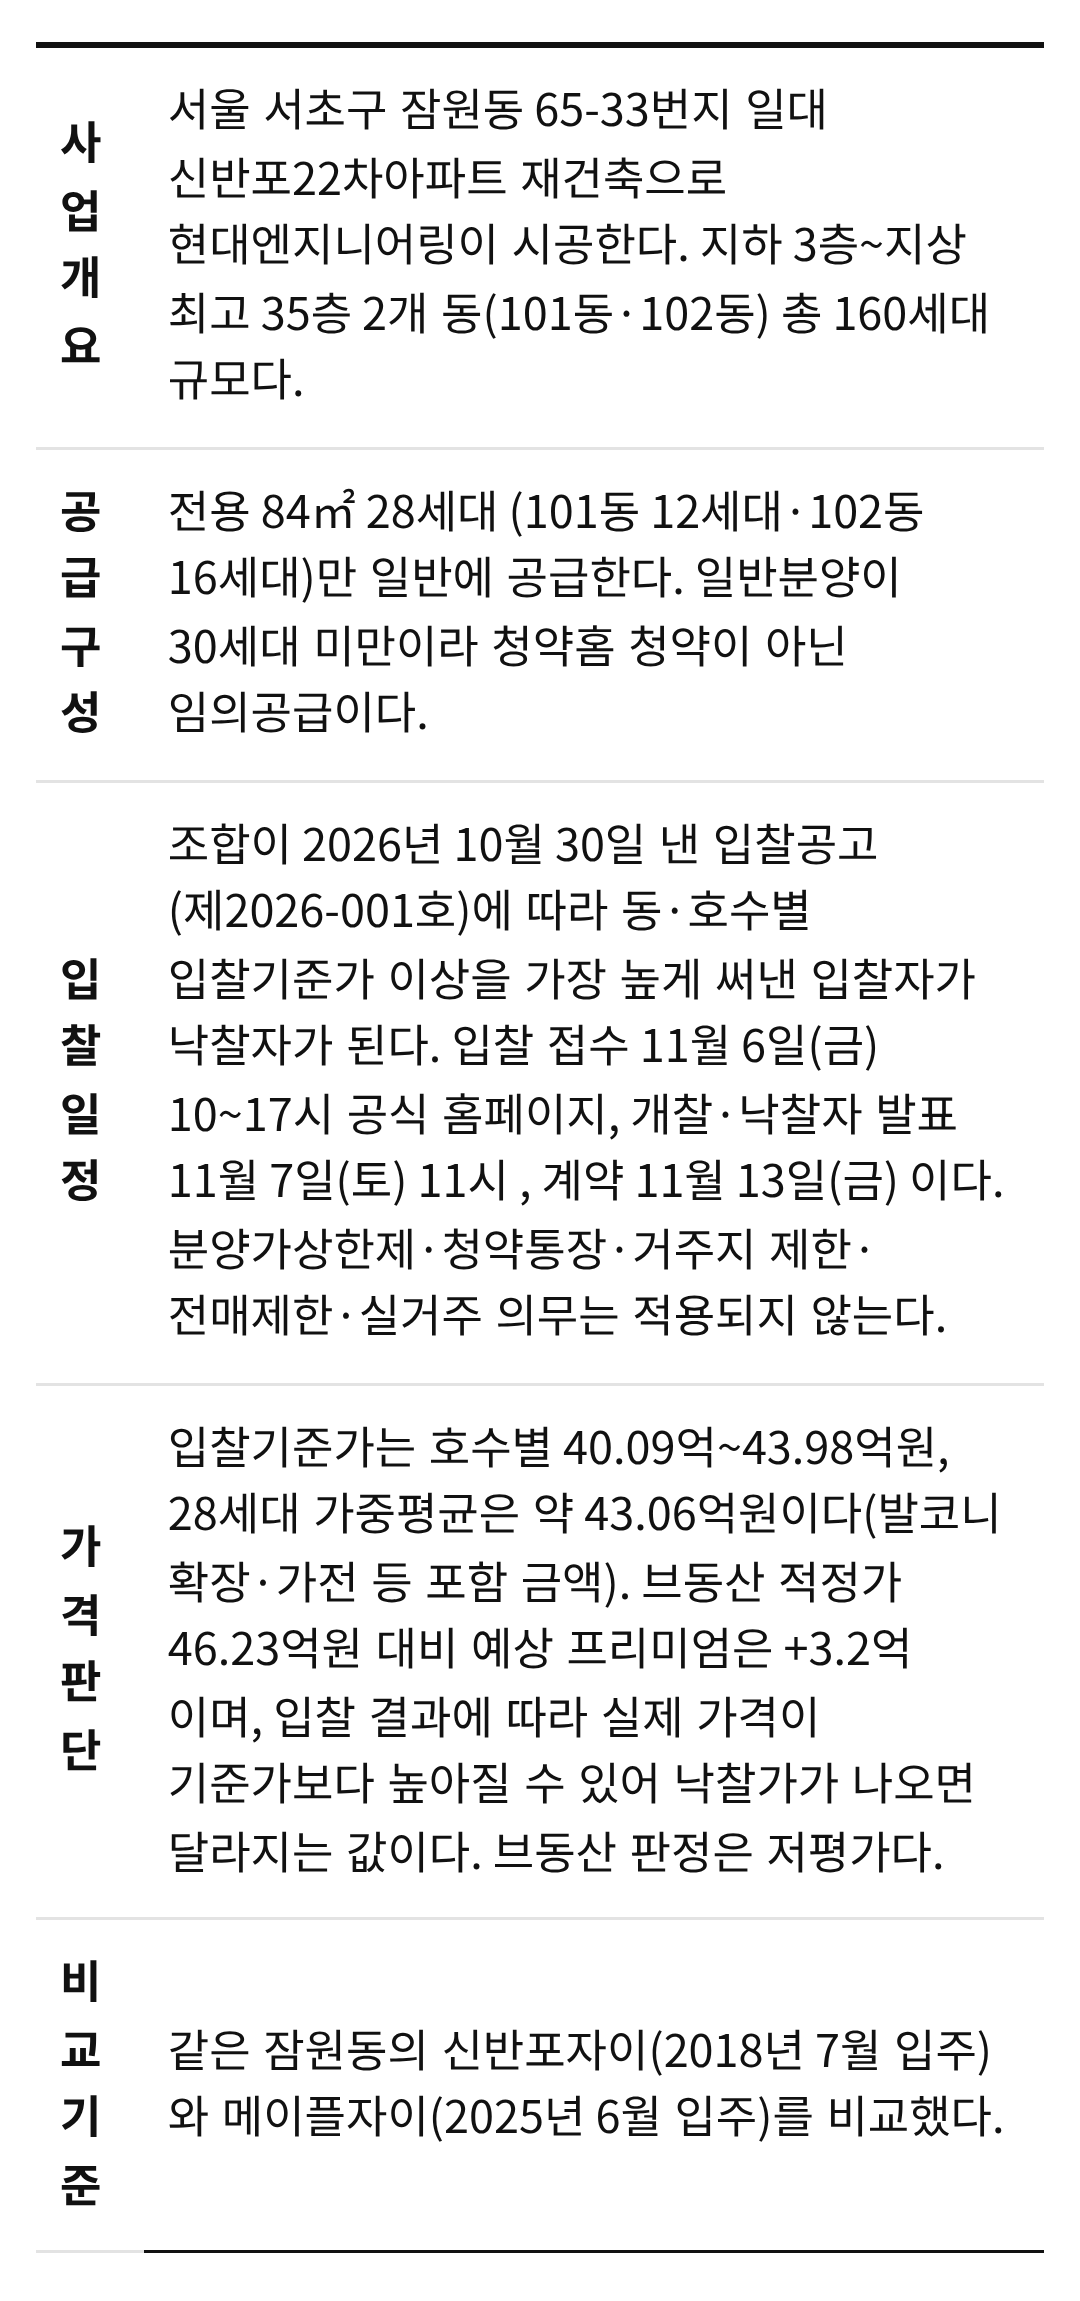 사
업
개
요
서울 서초구 잠원동 65-33번지 일대
신반포22차아파트 재건축으로
현대엔지니어링이 시공한다. 지하 3층~지상
최고 35층 2개 동(101동·102동) 총 160세대
규모다.
공
급
구
성
전용 84㎡ 28세대 (101동 12세대·102동
16세대)만 일반에 공급한다. 일반분양이
30세대 미만이라 청약홈 청약이 아닌
임의공급이다.
입
찰
일
정
조합이 2026년 10월 30일 낸 입찰공고
(제2026-001호)에 따라 동·호수별
입찰기준가 이상을 가장 높게 써낸 입찰자가
낙찰자가 된다. 입찰 접수 11월 6일(금)
10~17시 공식 홈페이지, 개찰·낙찰자 발표
11월 7일(토) 11시 , 계약 11월 13일(금) 이다.
분양가상한제·청약통장·거주지 제한·
전매제한·실거주 의무는 적용되지 않는다.
가
격
판
단
입찰기준가는 호수별 40.09억~43.98억원,
28세대 가중평균은 약 43.06억원이다(발코니
확장·가전 등 포함 금액). 브동산 적정가
46.23억원 대비 예상 프리미엄은 +3.2억
이며, 입찰 결과에 따라 실제 가격이
기준가보다 높아질 수 있어 낙찰가가 나오면
달라지는 값이다. 브동산 판정은 저평가다.
비
교
기
준
같은 잠원동의 신반포자이(2018년 7월 입주)
와 메이플자이(2025년 6월 입주)를 비교했다.